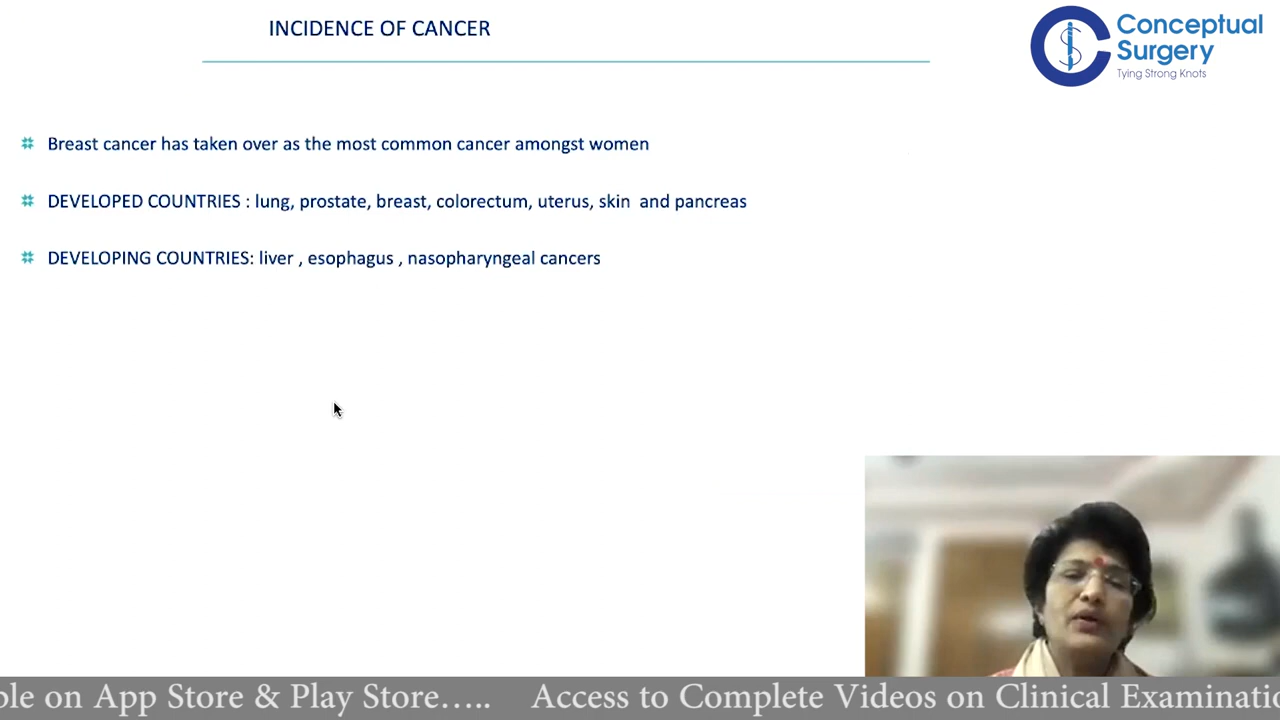 INCIDENCE OF CANCER
Conceptual
Surgery
Tying Strong Knots
Breast cancer has taken over as the most common cancer amongst women
DEVELOPED COUNTRIES : lung, prostate, breast, colorectum, uterus, skin and pancreas
DEVELOPING COUNTRIES: liver , esophagus , nasopharyngeal cancers
on App Store & Play Store….. Access to Complete Videos on Clinical